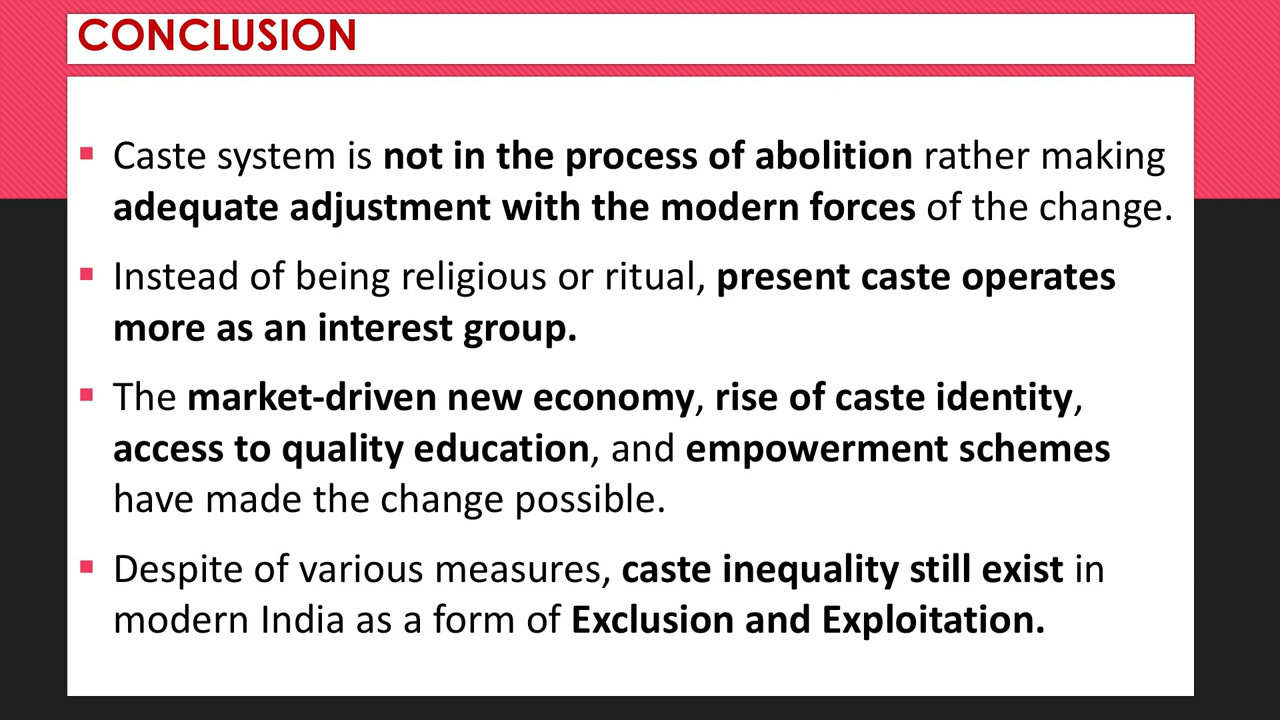 CONCLUSION
Caste system is not in the process of abolition rather making
adequate adjustment with the modern forces of the change.
Instead of being religious or ritual, present caste operates
more as an interest group.
The market-driven new economy, rise of caste identity,
access to quality education, and empowerment schemes
have made the change possible.
Despite of various measures, caste inequality still exist in
modern India as a form of Exclusion and Exploitation.